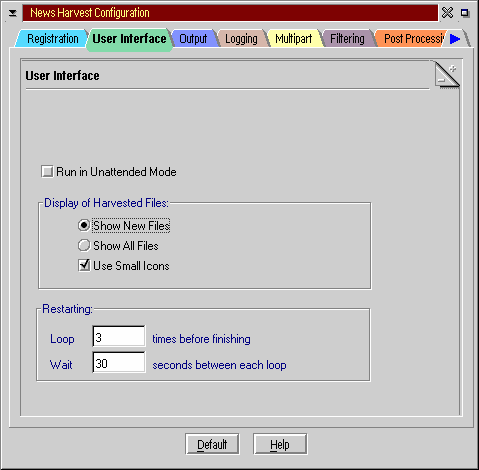 News Harvest Configuration
Registration User Interface Output Logging Multipart Filtering
User Interface
Run in Unattended Mode
Display of Harvested Files:
Show New Files
Show All Files
Use Small Icons
Restarting:
Loop 3 times before finishing
Wait 30 seconds between each loop
Default Help